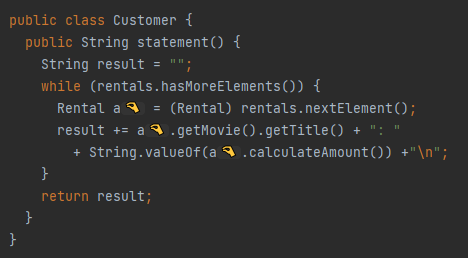 public class Customer {
  public String statement() {
    String result = "";
    while (rentals.hasMoreElements()) {
      Rental a = (Rental) rentals.nextElement();
      result += a.getMovie().getTitle() + ": "
        + String.valueOf(a.calculateAmount()) +"\n";
    }
    return result;
  }
}